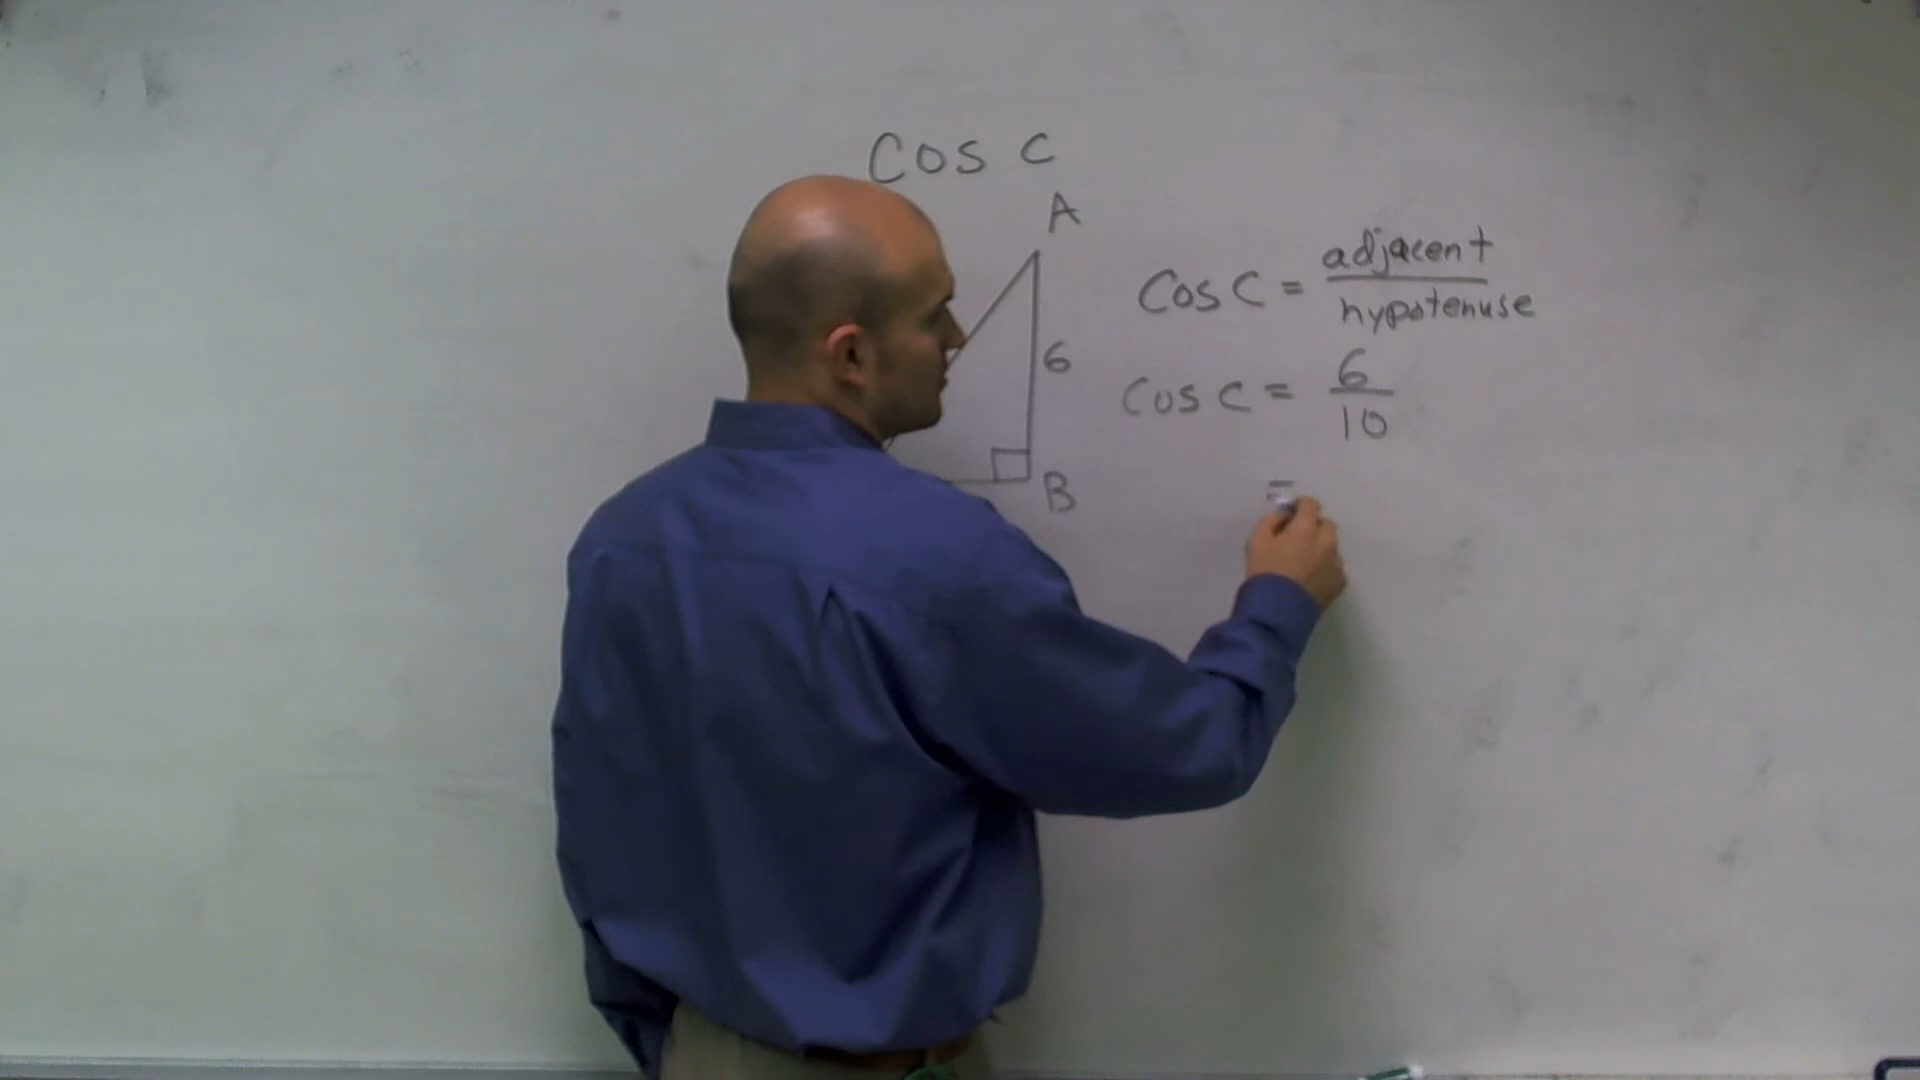 Cos C
A
Cos C = adjacent / hypotenuse
6
Cos C = 6 / 10
B
=